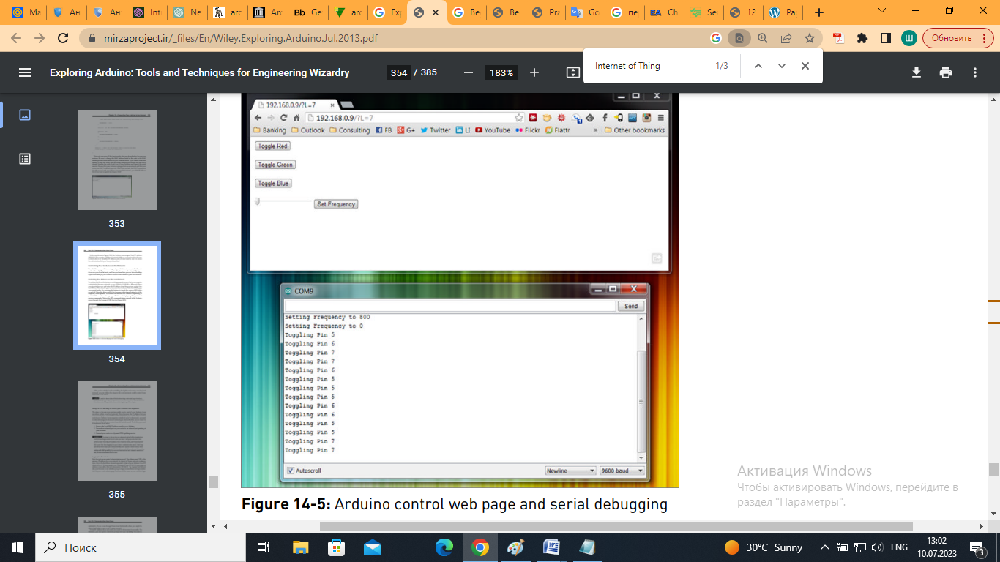 Ма
Ан
Ан
Int
Ne
arc
Arc
Bb Ge
arc
Exp
Be
Be
Pra
Go
пе
EA Ch
Se
12
Pa
mirzaproject.ir/_files/En/Wiley.Exploring.Arduino.Jul.2013.pdf
Ш
Обновить
Exploring Arduino: Tools and Techniques for Engineering Wizardry
354 / 385
183%
Internet of Thing 1/3
353
354
355
192.168.0.9/?L=7
192.168.0.9/?L=7
Banking Outlook Consulting FB G+ Twitter LI YouTube Flickr Flattr » Other bookmarks
Toggle Red
Toggle Green
Toggle Blue
Set Frequency
COM9
Send
Setting Frequency to 800
Setting Frequency to 0
Toggling Pin 5
Toggling Pin 6
Toggling Pin 7
Toggling Pin 7
Toggling Pin 6
Toggling Pin 5
Toggling Pin 5
Toggling Pin 5
Toggling Pin 6
Toggling Pin 6
Toggling Pin 5
Toggling Pin 5
Toggling Pin 7
Toggling Pin 7
Autoscroll
Newline
9600 baud
Figure 14-5: Arduino control web page and serial debugging
Активация Windows
Чтобы активировать Windows, перейдите в
раздел "Параметры".
Поиск
30°C Sunny
ENG
13:02
10.07.2023
3